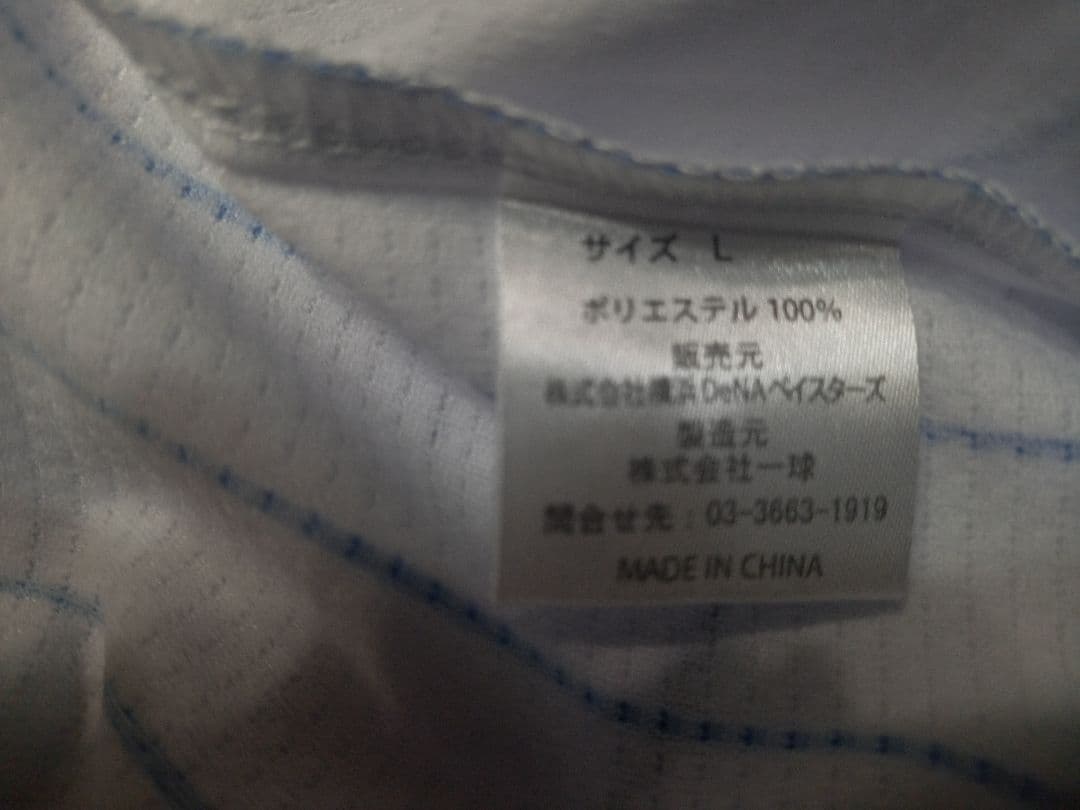 サイズ L
ポリエステル 100%
販売元
株式会社横浜DeNAベイスターズ
製造元
株式会社一球
問合せ先：03-3663-1919
MADE IN CHINA